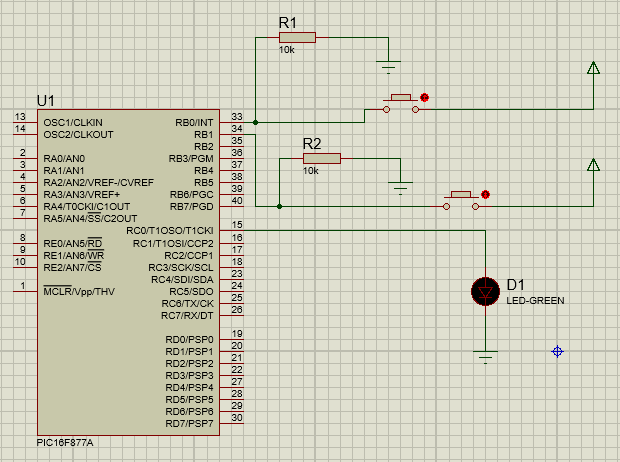 R1
10k
U1
13 OSC1/CLKIN RB0/INT 33
14 OSC2/CLKOUT RB1 34
RB2 35
2 RA0/AN0 RB3/PGM 36
3 RA1/AN1 RB4 37
4 RA2/AN2/VREF-/CVREF RB5 38
5 RA3/AN3/VREF+ RB6/PGC 39
6 RA4/T0CKI/C1OUT RB7/PGD 40
7 RA5/AN4/SS/C2OUT
R2
10k
RC0/T1OSO/T1CKI 15
8 RE0/AN5/RD RC1/T1OSI/CCP2 16
9 RE1/AN6/WR RC2/CCP1 17
10 RE2/AN7/CS RC3/SCK/SCL 18
RC4/SDI/SDA 23
1 MCLR/Vpp/THV RC5/SDO 24
RC6/TX/CK 25
RC7/RX/DT 26
D1
LED-GREEN
RD0/PSP0 19
RD1/PSP1 20
RD2/PSP2 21
RD3/PSP3 22
RD4/PSP4 27
RD5/PSP5 28
RD6/PSP6 29
RD7/PSP7 30
PIC16F877A